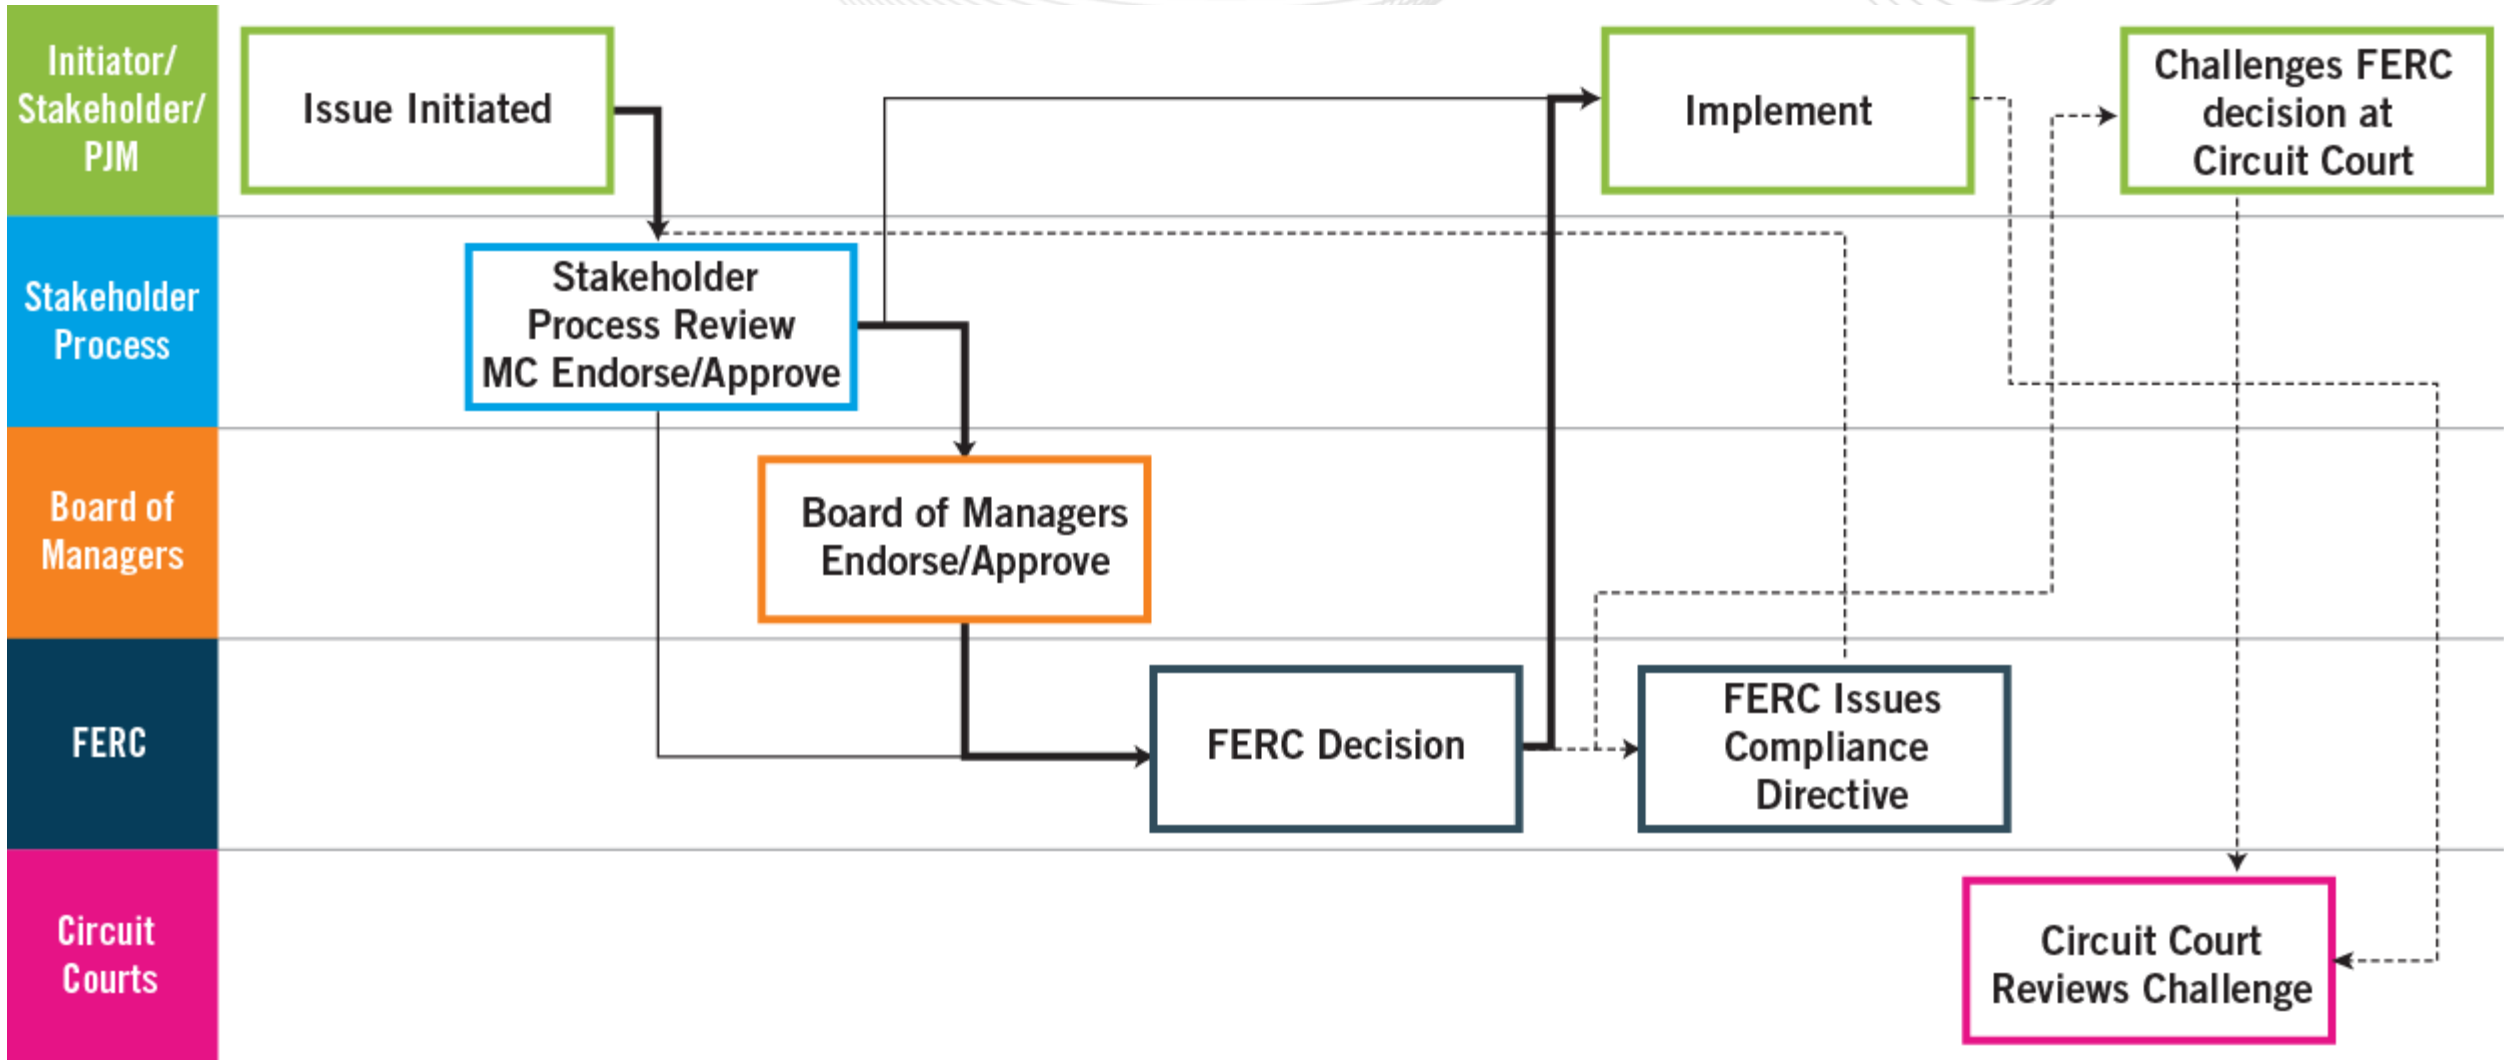 Initiator/
Stakeholder/
PJM
Issue Initiated
Implement
Challenges FERC
decision at
Circuit Court
Stakeholder
Process
Stakeholder
Process Review
MC Endorse/Approve
Board of
Managers
Board of Managers
Endorse/Approve
FERC
FERC Decision
FERC Issues
Compliance
Directive
Circuit
Courts
Circuit Court
Reviews Challenge